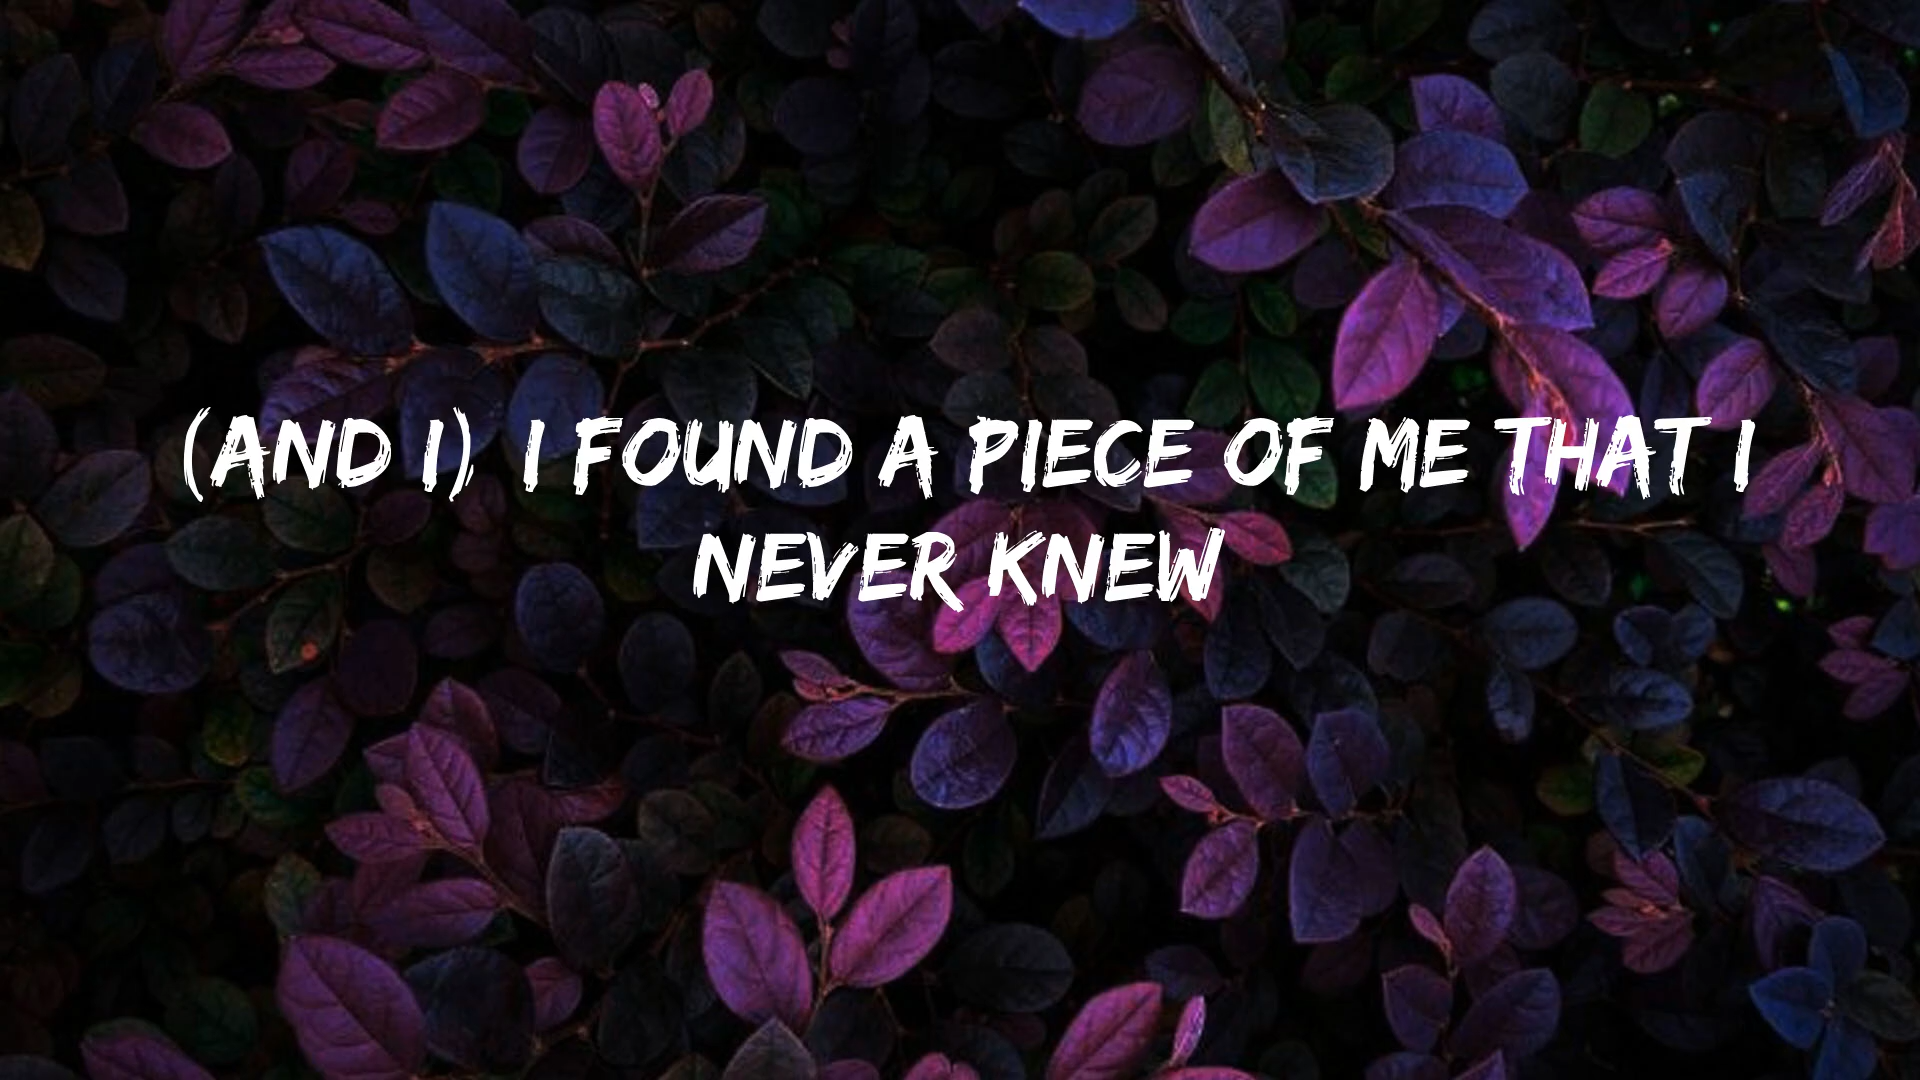 (AND I), I FOUND A PIECE OF ME THAT I
NEVER KNEW